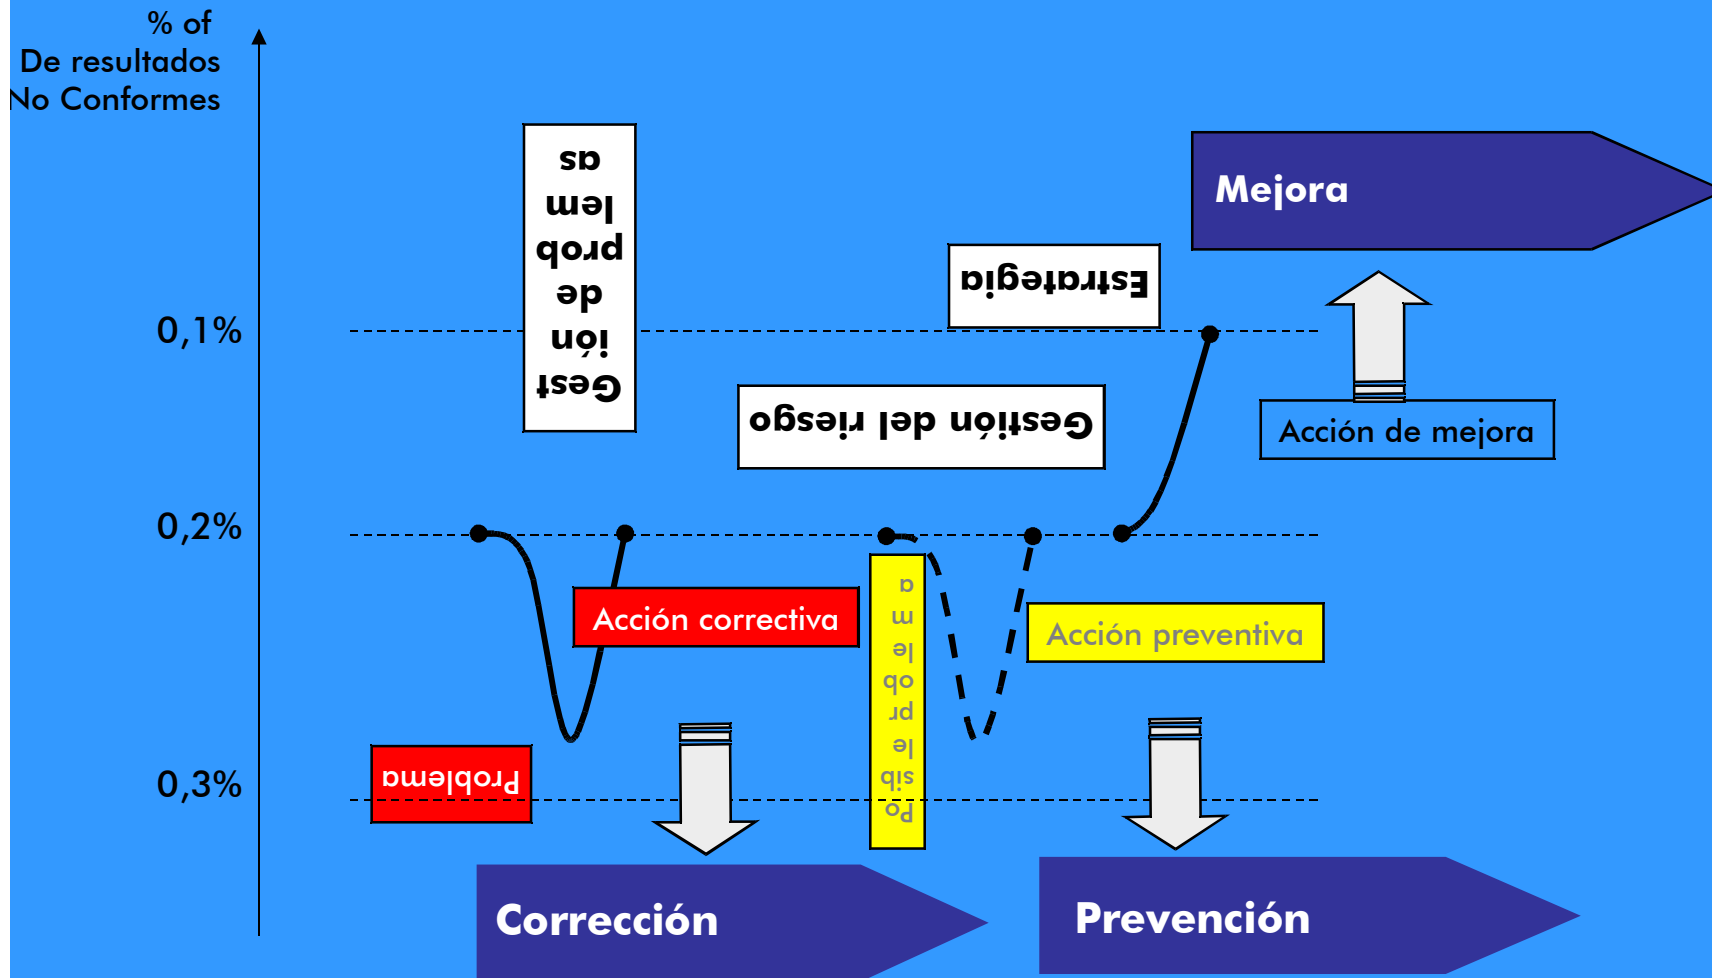 % of
De resultados
No Conformes
Gest
ión
de
prob
lem
as
Mejora
Estrategia
0,1%
Gestión del riesgo
Acción de mejora
0,2%
Acción correctiva
Po
sib
le
pr
ob
le
m
a
Acción preventiva
Problema
0,3%
Corrección
Prevención